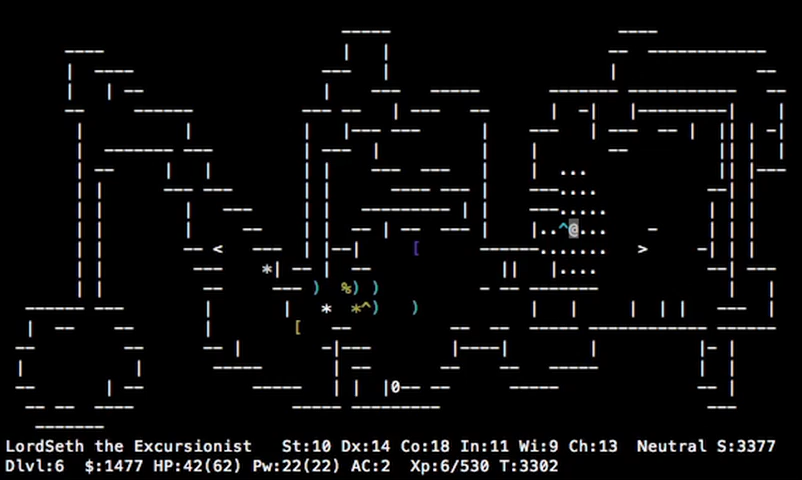 LordSeth the Excursionist St:10 Dx:14 Co:18 In:11 Wi:9 Ch:13 Neutral S:3377
Dlvl:6 $:1477 HP:42(62) Pw:22(22) AC:2 Xp:6/530 T:3302